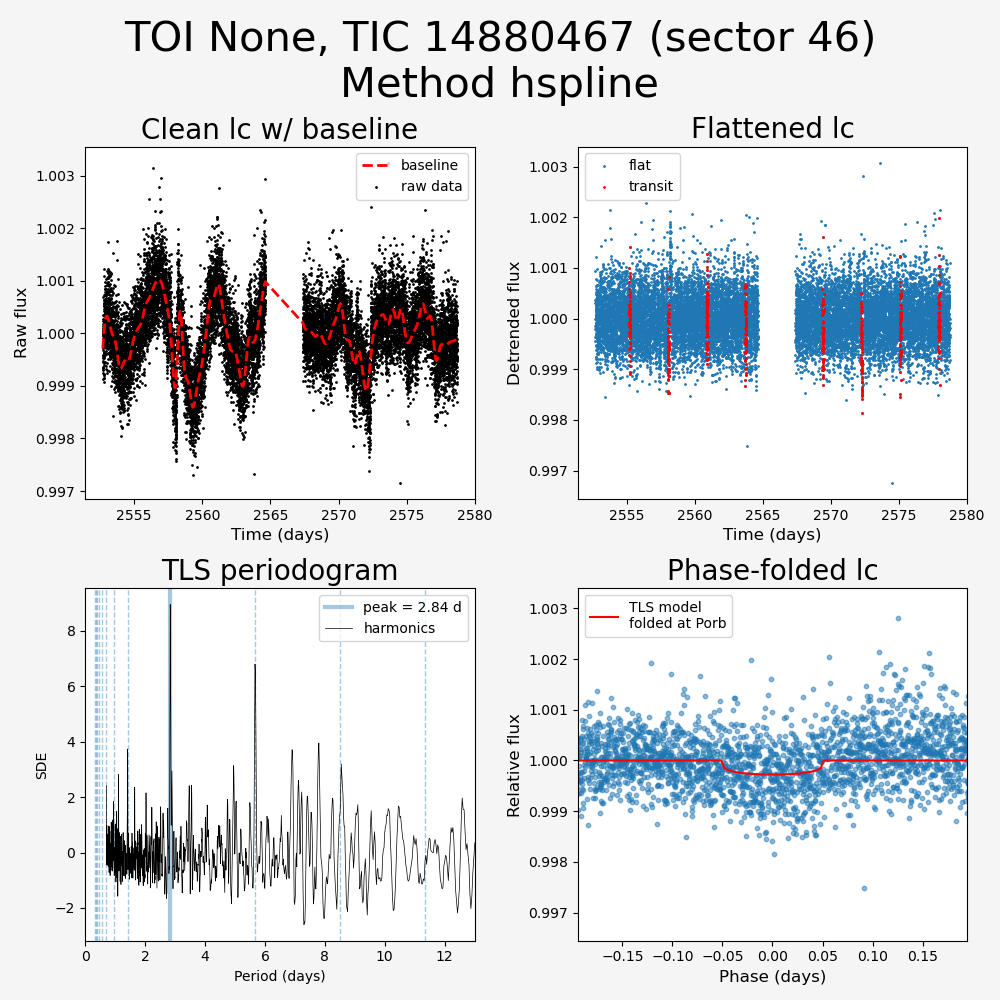 TOI None, TIC 14880467 (sector 46)
Method hspline
Clean lc w/ baseline
baseline
raw data
1.003
1.002
1.001
1.000
0.999
0.998
0.997
Raw flux
2555
2560
2565
2570
2575
2580
Time (days)
Flattened lc
flat
transit
1.003
1.002
1.001
1.000
0.999
0.998
0.997
Detrended flux
2555
2560
2565
2570
2575
2580
Time (days)
TLS periodogram
peak = 2.84 d
harmonics
8
6
4
2
0
−2
SDE
0
2
4
6
8
10
12
Period (days)
Phase-folded lc
TLS model
folded at Porb
1.003
1.002
1.001
1.000
0.999
0.998
0.997
Relative flux
−0.15
−0.10
−0.05
0.00
0.05
0.10
0.15
Phase (days)